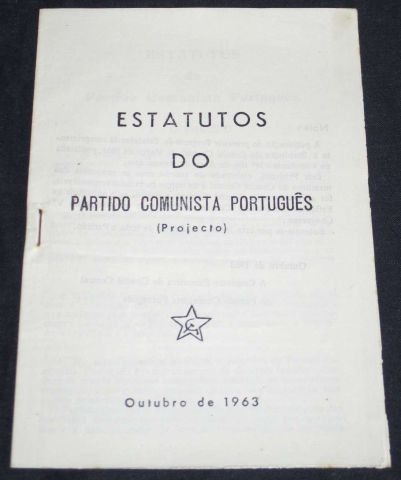 ESTATUTOS
DO
PARTIDO COMUNISTA PORTUGUÊS
(Projecto)
Outubro de 1963